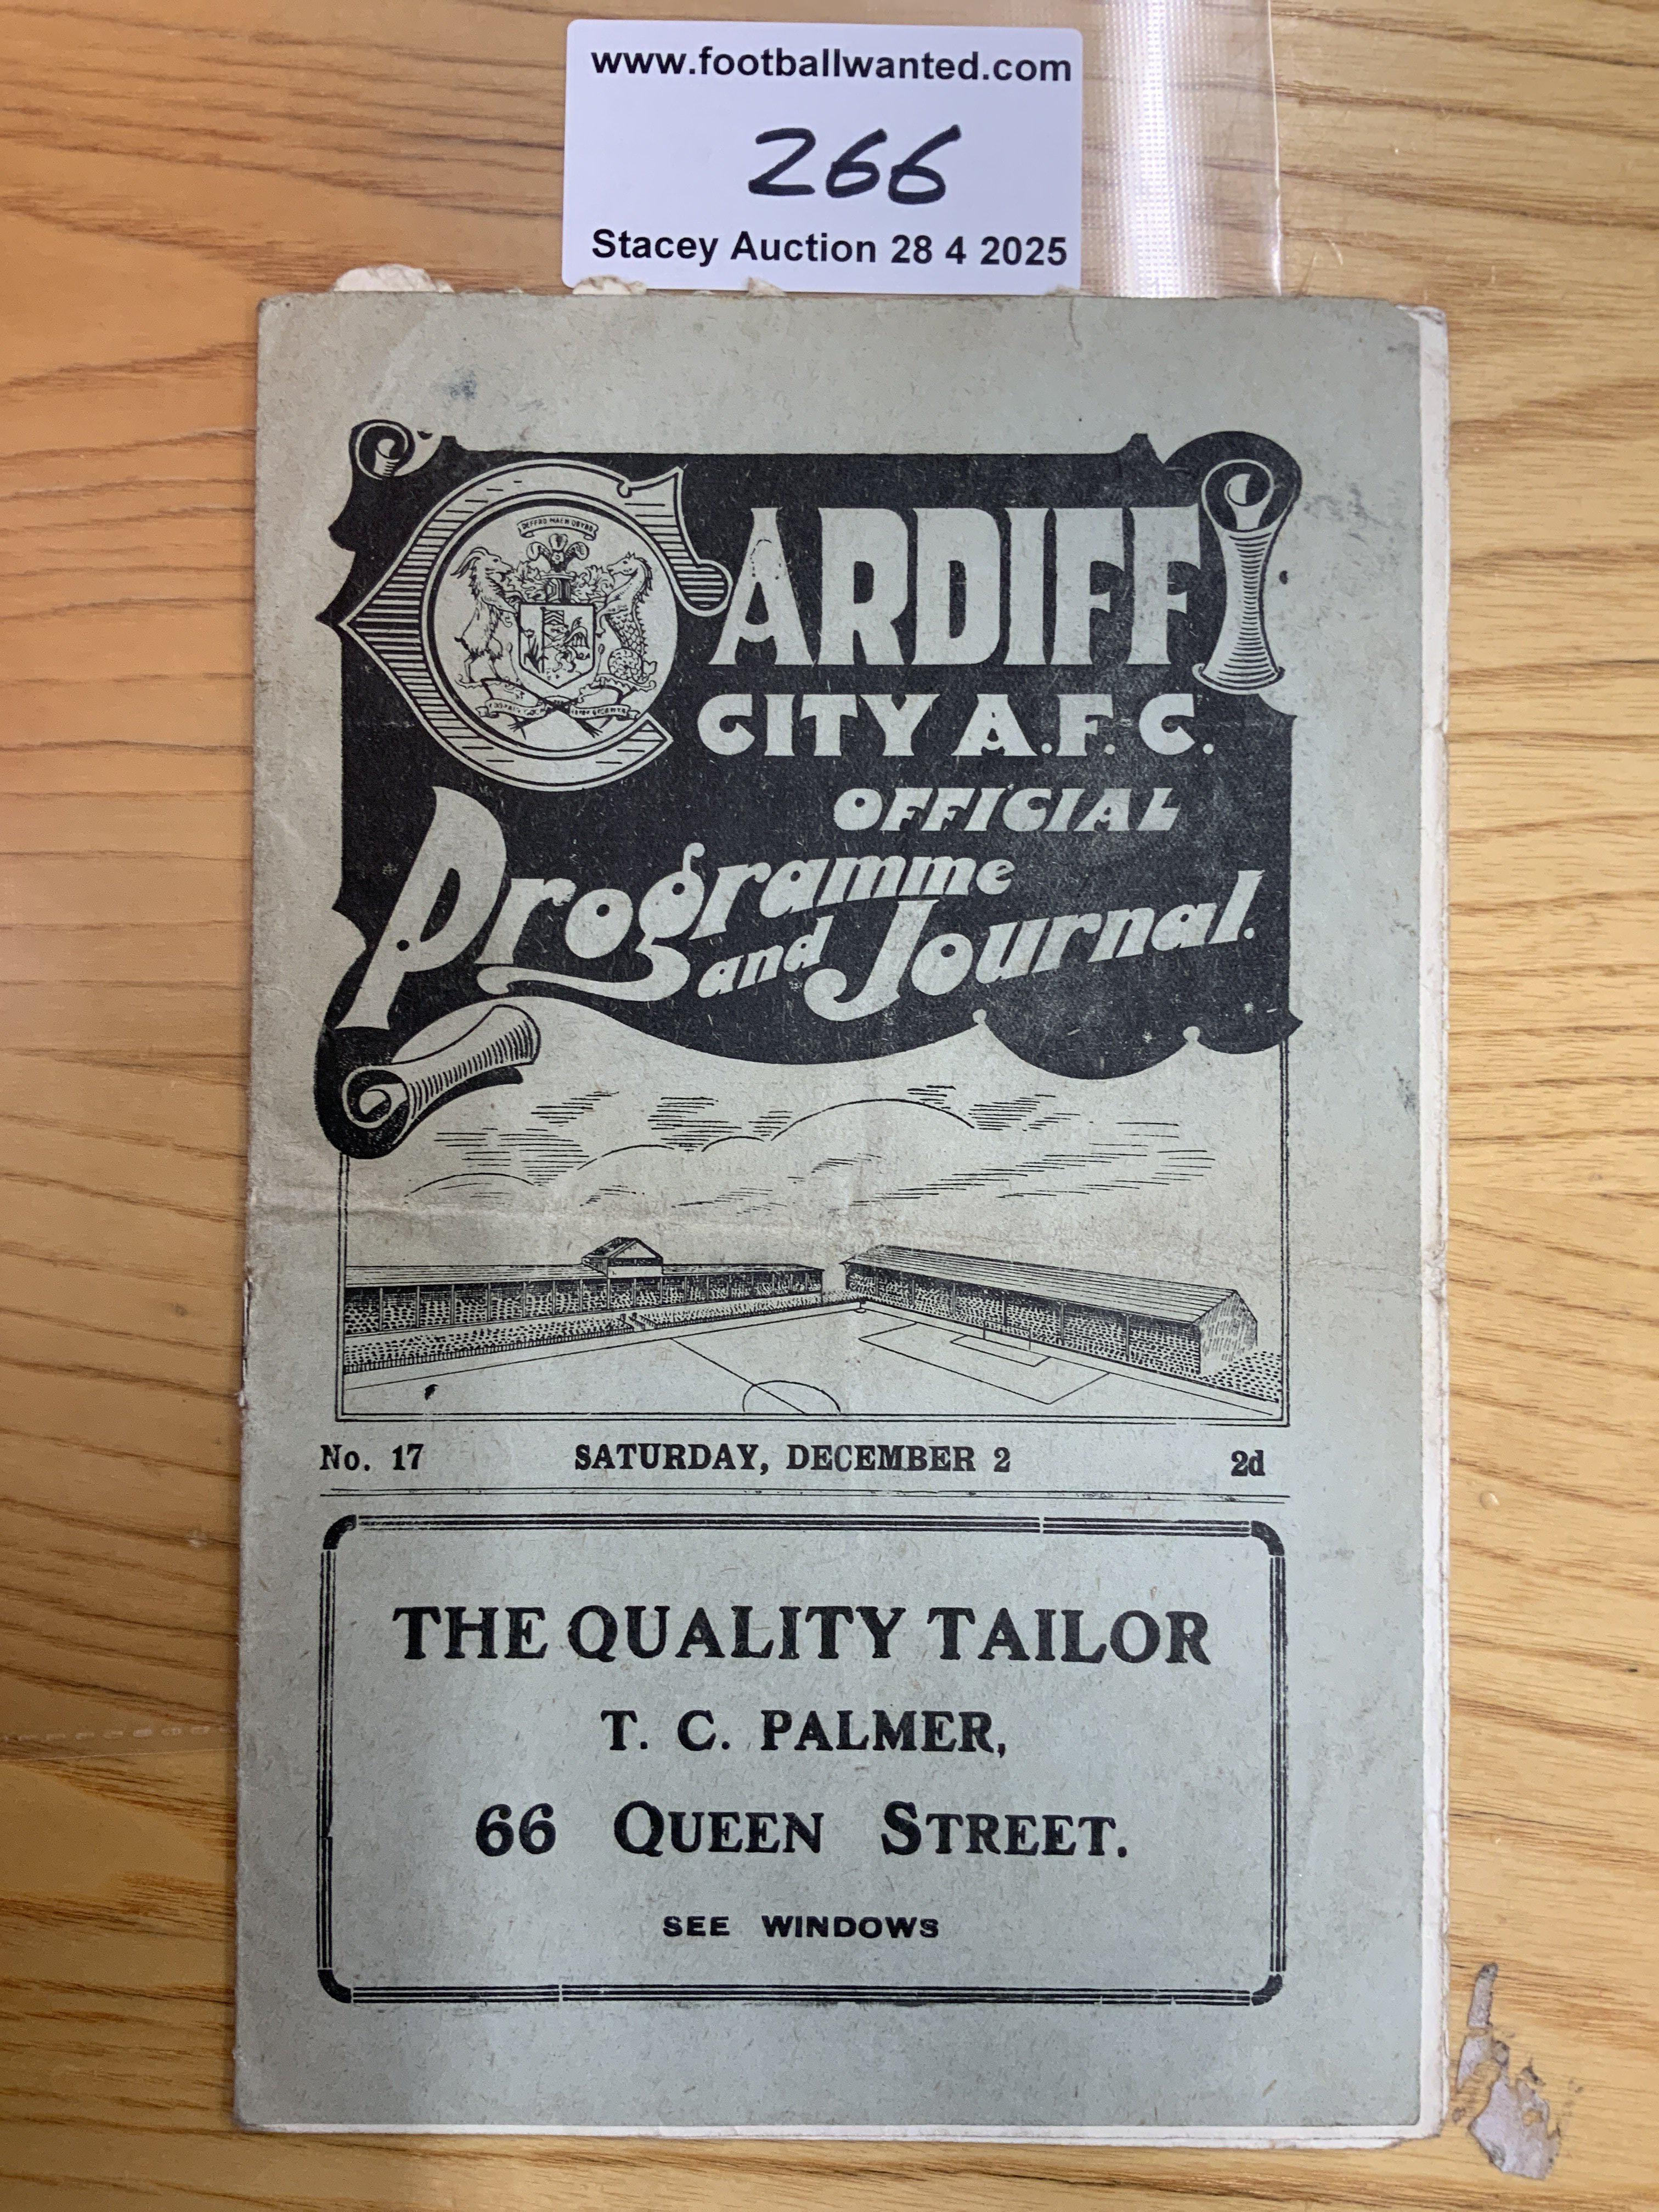 www.footballwanted.com
266
Stacey Auction 28 4 2025
CARDIFF
CITY A.F.C.
OFFICIAL
Programme
and Journal.
No. 17 SATURDAY, DECEMBER 2 2d
THE QUALITY TAILOR
T. C. PALMER,
66 QUEEN STREET.
SEE WINDOWS